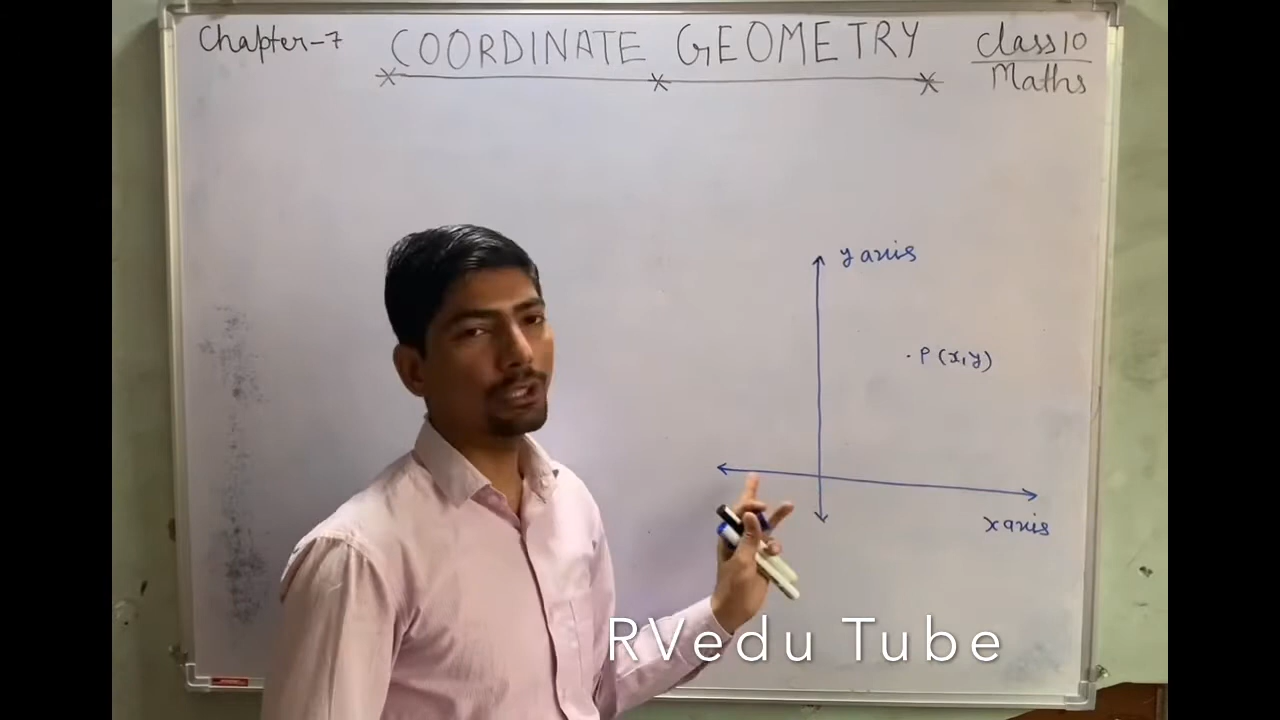 Chapter-7
COORDINATE GEOMETRY
Class 10
Maths
y axis
. P (x,y)
x axis
RVedu Tube